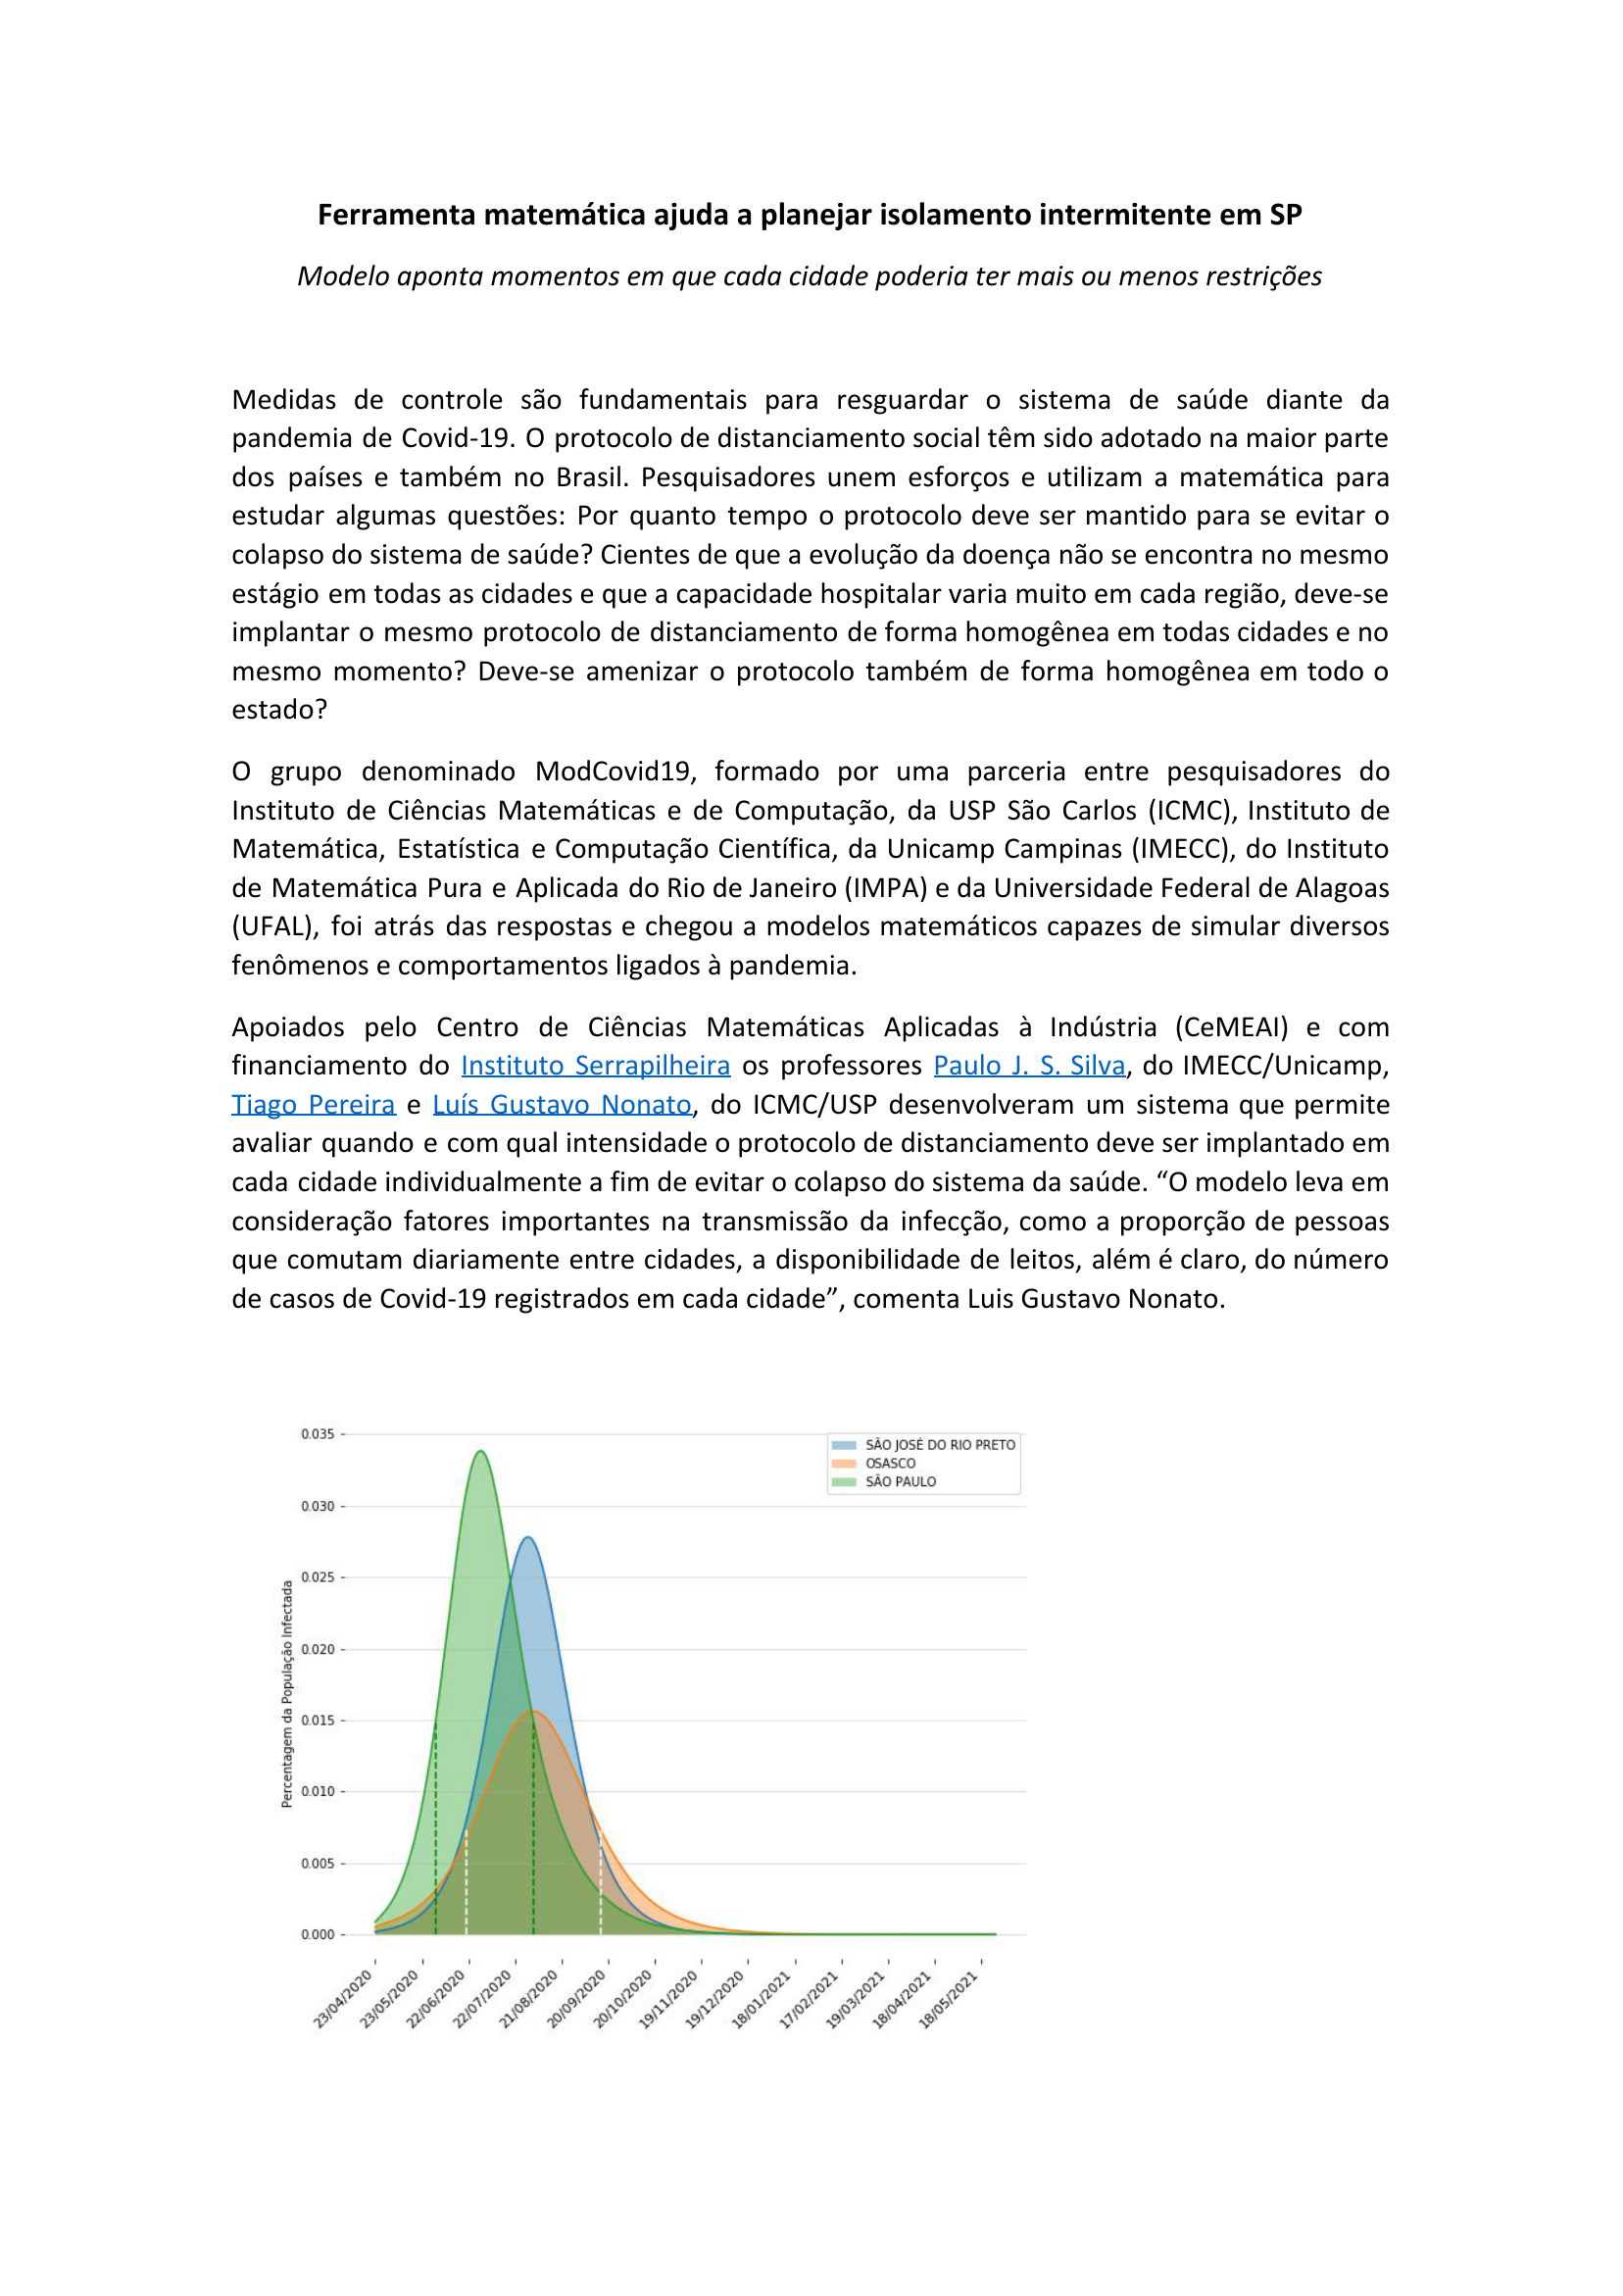 Ferramenta matemática ajuda a planejar isolamento intermitente em SP
Modelo aponta momentos em que cada cidade poderia ter mais ou menos restrições
Medidas de controle são fundamentais para resguardar o sistema de saúde diante da
pandemia de Covid-19. O protocolo de distanciamento social têm sido adotado na maior parte
dos países e também no Brasil. Pesquisadores unem esforços e utilizam a matemática para
estudar algumas questões: Por quanto tempo o protocolo deve ser mantido para se evitar o
colapso do sistema de saúde? Cientes de que a evolução da doença não se encontra no mesmo
estágio em todas as cidades e que a capacidade hospitalar varia muito em cada região, deve-se
implantar o mesmo protocolo de distanciamento de forma homogênea em todas cidades e no
mesmo momento? Deve-se amenizar o protocolo também de forma homogênea em todo o
estado?
O grupo denominado ModCovid19, formado por uma parceria entre pesquisadores do
Instituto de Ciências Matemáticas e de Computação, da USP São Carlos (ICMC), Instituto de
Matemática, Estatística e Computação Científica, da Unicamp Campinas (IMECC), do Instituto
de Matemática Pura e Aplicada do Rio de Janeiro (IMPA) e da Universidade Federal de Alagoas
(UFAL), foi atrás das respostas e chegou a modelos matemáticos capazes de simular diversos
fenômenos e comportamentos ligados à pandemia.
Apoiados pelo Centro de Ciências Matemáticas Aplicadas à Indústria (CeMEAI) e com
financiamento do Instituto Serrapilheira os professores Paulo J. S. Silva, do IMECC/Unicamp,
Tiago Pereira e Luís Gustavo Nonato, do ICMC/USP desenvolveram um sistema que permite
avaliar quando e com qual intensidade o protocolo de distanciamento deve ser implantado em
cada cidade individualmente a fim de evitar o colapso do sistema da saúde. “O modelo leva em
consideração fatores importantes na transmissão da infecção, como a proporção de pessoas
que comutam diariamente entre cidades, a disponibilidade de leitos, além é claro, do número
de casos de Covid-19 registrados em cada cidade”, comenta Luis Gustavo Nonato.
Percentagem da População Infectada
0.035
0.030
0.025
0.020
0.015
0.010
0.005
0.000
SÃO JOSÉ DO RIO PRETO
OSASCO
SÃO PAULO
23/04/2020
23/05/2020
22/06/2020
22/07/2020
21/08/2020
20/09/2020
20/10/2020
19/11/2020
19/12/2020
18/01/2021
17/02/2021
19/03/2021
18/04/2021
18/05/2021